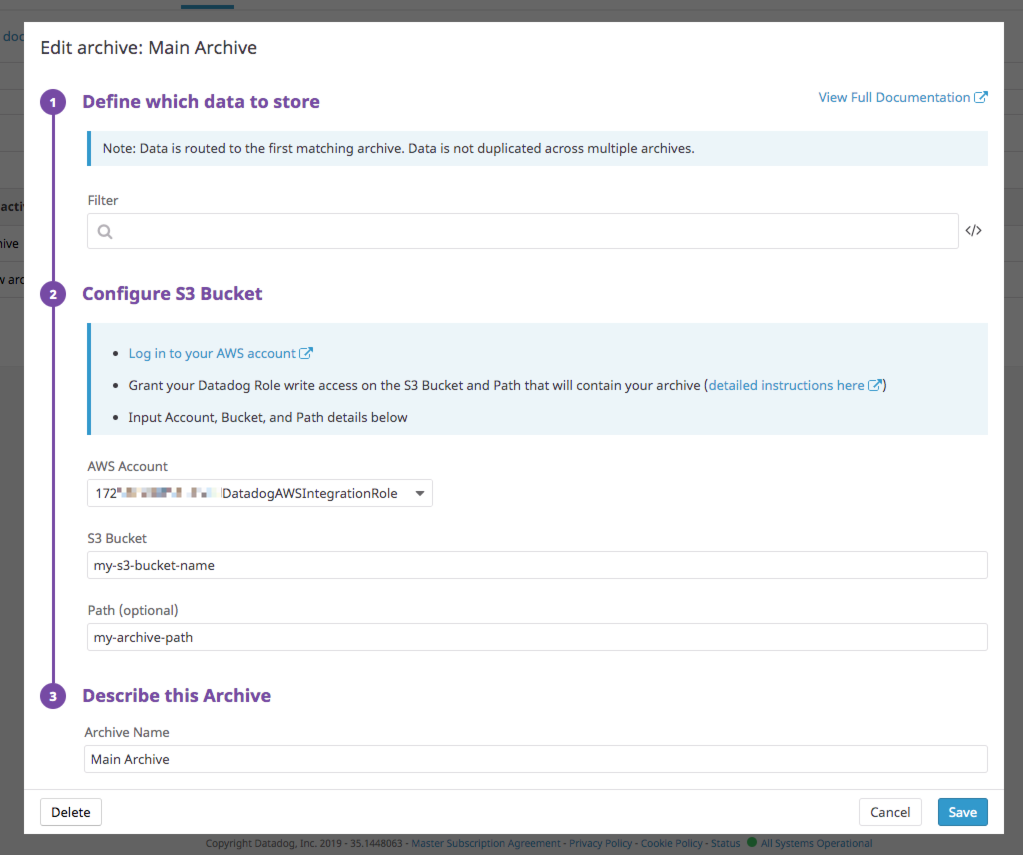 doc
Edit archive: Main Archive
1 Define which data to store
View Full Documentation
Note: Data is routed to the first matching archive. Data is not duplicated across multiple archives.
Filter
</>
2 Configure S3 Bucket
• Log in to your AWS account
• Grant your Datadog Role write access on the S3 Bucket and Path that will contain your archive (detailed instructions here)
• Input Account, Bucket, and Path details below
AWS Account
172 DatadogAWSIntegrationRole
S3 Bucket
my-s3-bucket-name
Path (optional)
my-archive-path
3 Describe this Archive
Archive Name
Main Archive
Delete
Cancel
Save
Copyright Datadog, Inc. 2019 - 35.1448063 - Master Subscription Agreement - Privacy Policy - Cookie Policy - Status All Systems Operational